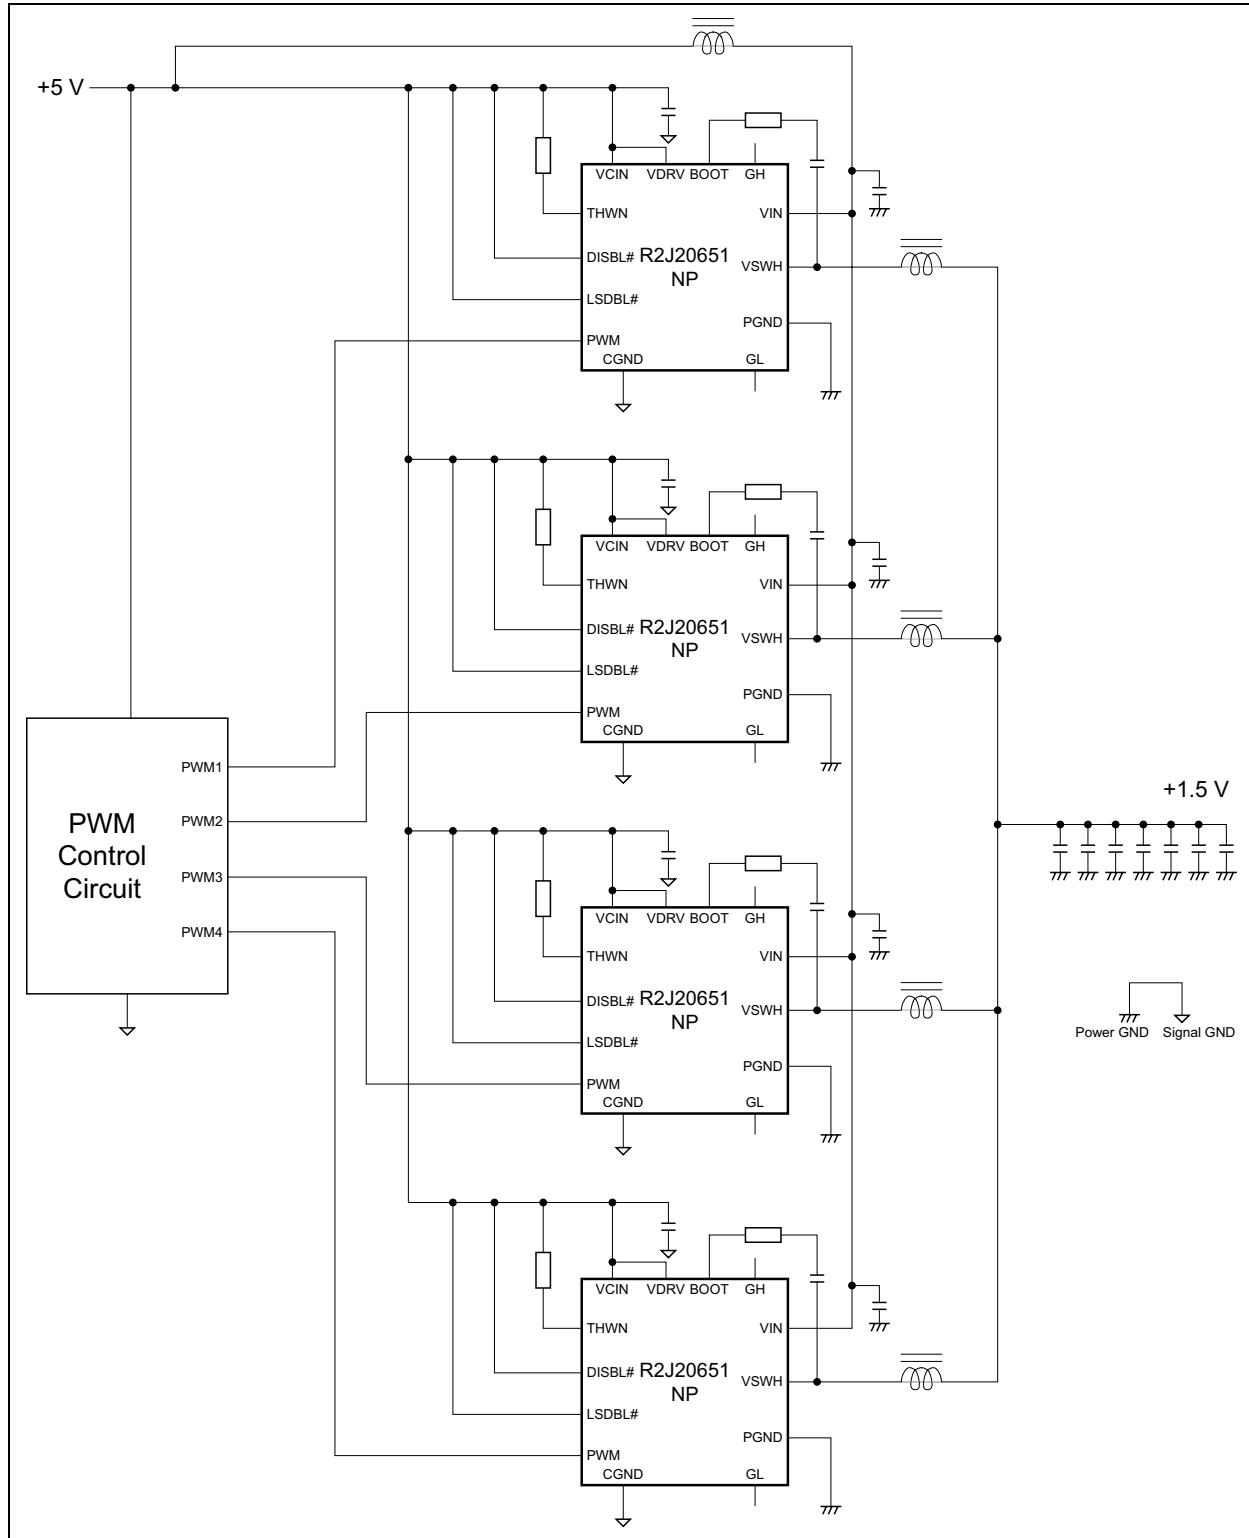 +5 V
VCIN VDRV BOOT GH
THWN
VIN
DISBL# R2J20651
NP
VSWH
LSDBL#
PGND
PWM
CGND GL
VCIN VDRV BOOT GH
THWN
VIN
DISBL# R2J20651
NP
VSWH
LSDBL#
PGND
PWM
CGND GL
PWM
Control
Circuit
PWM1
PWM2
PWM3
PWM4
+1.5 V
VCIN VDRV BOOT GH
THWN
VIN
DISBL# R2J20651
NP
VSWH
LSDBL#
PGND
PWM
CGND GL
Power GND Signal GND
VCIN VDRV BOOT GH
THWN
VIN
DISBL# R2J20651
NP
VSWH
LSDBL#
PGND
PWM
CGND GL